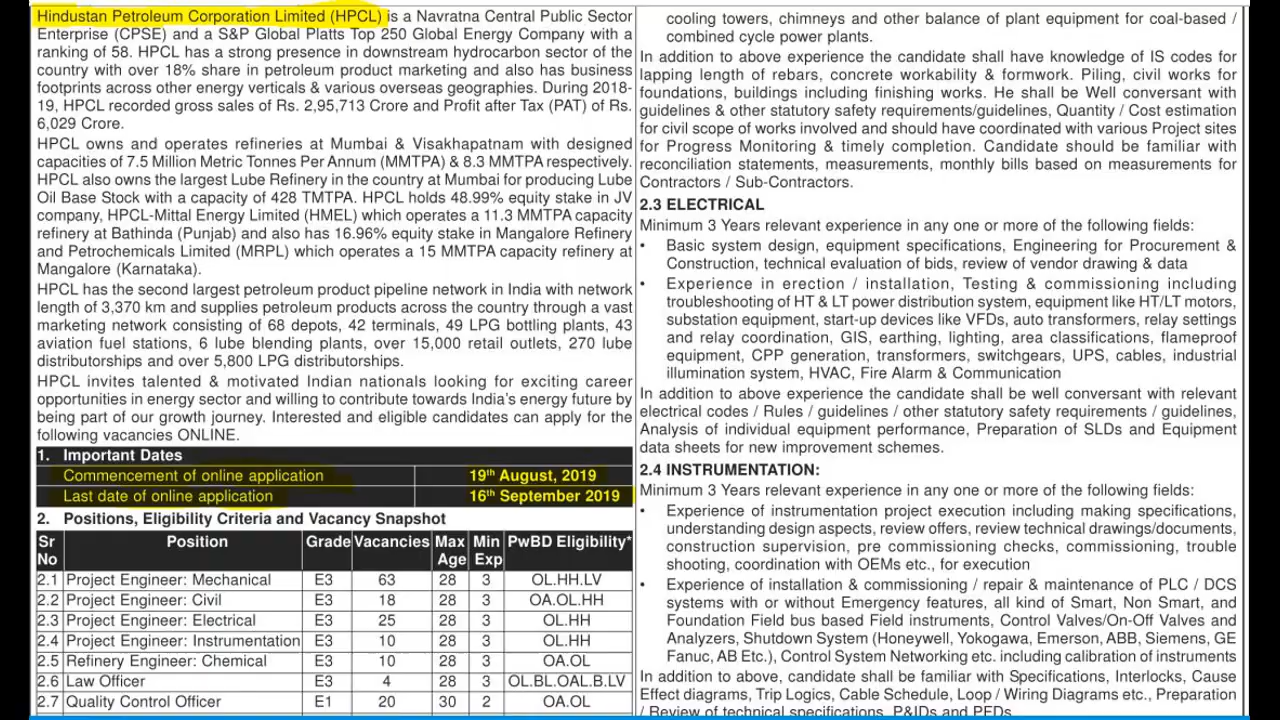 Hindustan Petroleum Corporation Limited (HPCL) is a Navratna Central Public Sector
Enterprise (CPSE) and a S&P Global Platts Top 250 Global Energy Company with a
ranking of 58. HPCL has a strong presence in downstream hydrocarbon sector of the
country with over 18% share in petroleum product marketing and also has business
footprints across other energy verticals & various overseas geographies. During 2018-
19, HPCL recorded gross sales of Rs. 2,95,713 Crore and Profit after Tax (PAT) of Rs.
6,029 Crore.
HPCL owns and operates refineries at Mumbai & Visakhapatnam with designed
capacities of 7.5 Million Metric Tonnes Per Annum (MMTPA) & 8.3 MMTPA respectively.
HPCL also owns the largest Lube Refinery in the country at Mumbai for producing Lube
Oil Base Stock with a capacity of 428 TMTPA. HPCL holds 48.99% equity stake in JV
company, HPCL-Mittal Energy Limited (HMEL) which operates a 11.3 MMTPA capacity
refinery at Bathinda (Punjab) and also has 16.96% equity stake in Mangalore Refinery
and Petrochemicals Limited (MRPL) which operates a 15 MMTPA capacity refinery at
Mangalore (Karnataka).
HPCL has the second largest petroleum product pipeline network in India with network
length of 3,370 km and supplies petroleum products across the country through a vast
marketing network consisting of 68 depots, 42 terminals, 49 LPG bottling plants, 43
aviation fuel stations, 6 lube blending plants, over 15,000 retail outlets, 270 lube
distributorships and over 5,800 LPG distributorships.
HPCL invites talented & motivated Indian nationals looking for exciting career
opportunities in energy sector and willing to contribute towards India's energy future by
being part of our growth journey. Interested and eligible candidates can apply for the
following vacancies ONLINE.
1. Important Dates
Commencement of online application 19th August, 2019
Last date of online application 16th September 2019
2. Positions, Eligibility Criteria and Vacancy Snapshot
Sr No Position Grade Vacancies Max Age Min Exp PwBD Eligibility*
2.1 Project Engineer: Mechanical E3 63 28 3 OL.HH.LV
2.2 Project Engineer: Civil E3 18 28 3 OA.OL.HH
2.3 Project Engineer: Electrical E3 25 28 3 OL.HH
2.4 Project Engineer: Instrumentation E3 10 28 3 OL.HH
2.5 Refinery Engineer: Chemical E3 10 28 3 OA.OL
2.6 Law Officer E3 4 28 3 OL.BL.OAL.B.LV
2.7 Quality Control Officer E1 20 30 2 OA.OL
cooling towers, chimneys and other balance of plant equipment for coal-based /
combined cycle power plants.
In addition to above experience the candidate shall have knowledge of IS codes for
lapping length of rebars, concrete workability & formwork. Piling, civil works for
foundations, buildings including finishing works. He shall be Well conversant with
guidelines & other statutory safety requirements/guidelines, Quantity / Cost estimation
for civil scope of works involved and should have coordinated with various Project sites
for Progress Monitoring & timely completion. Candidate should be familiar with
reconciliation statements, measurements, monthly bills based on measurements for
Contractors / Sub-Contractors.
2.3 ELECTRICAL
Minimum 3 Years relevant experience in any one or more of the following fields:
• Basic system design, equipment specifications, Engineering for Procurement &
Construction, technical evaluation of bids, review of vendor drawing & data
• Experience in erection / installation, Testing & commissioning including
troubleshooting of HT & LT power distribution system, equipment like HT/LT motors,
substation equipment, start-up devices like VFDs, auto transformers, relay settings
and relay coordination, GIS, earthing, lighting, area classifications, flameproof
equipment, CPP generation, transformers, switchgears, UPS, cables, industrial
illumination system, HVAC, Fire Alarm & Communication
In addition to above experience the candidate shall be well conversant with relevant
electrical codes / Rules / guidelines / other statutory safety requirements / guidelines,
Analysis of individual equipment performance, Preparation of SLDs and Equipment
data sheets for new improvement schemes.
2.4 INSTRUMENTATION:
Minimum 3 Years relevant experience in any one or more of the following fields:
• Experience of instrumentation project execution including making specifications,
understanding design aspects, review offers, review technical drawings/documents,
construction supervision, pre commissioning checks, commissioning, trouble
shooting, coordination with OEMs etc., for execution
• Experience of installation & commissioning / repair & maintenance of PLC / DCS
systems with or without Emergency features, all kind of Smart, Non Smart, and
Foundation Field bus based Field instruments, Control Valves/On-Off Valves and
Analyzers, Shutdown System (Honeywell, Yokogawa, Emerson, ABB, Siemens, GE
Fanuc, AB Etc.), Control System Networking etc. including calibration of instruments
In addition to above, candidate shall be familiar with Specifications, Interlocks, Cause
Effect diagrams, Trip Logics, Cable Schedule, Loop / Wiring Diagrams etc., Preparation
/ Review of technical specifications, P&IDs and PFDs